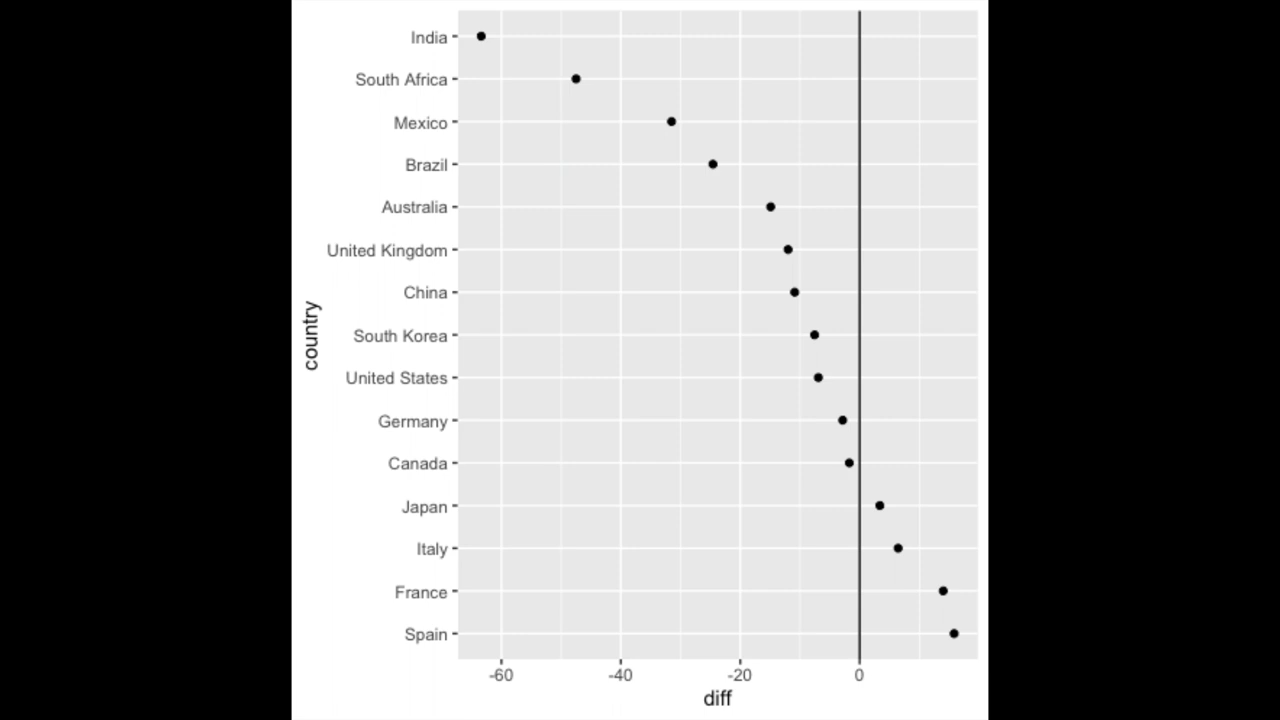 India
South Africa
Mexico
Brazil
Australia
United Kingdom
China
South Korea
United States
Germany
Canada
Japan
Italy
France
Spain
country
-60
-40
-20
0
diff